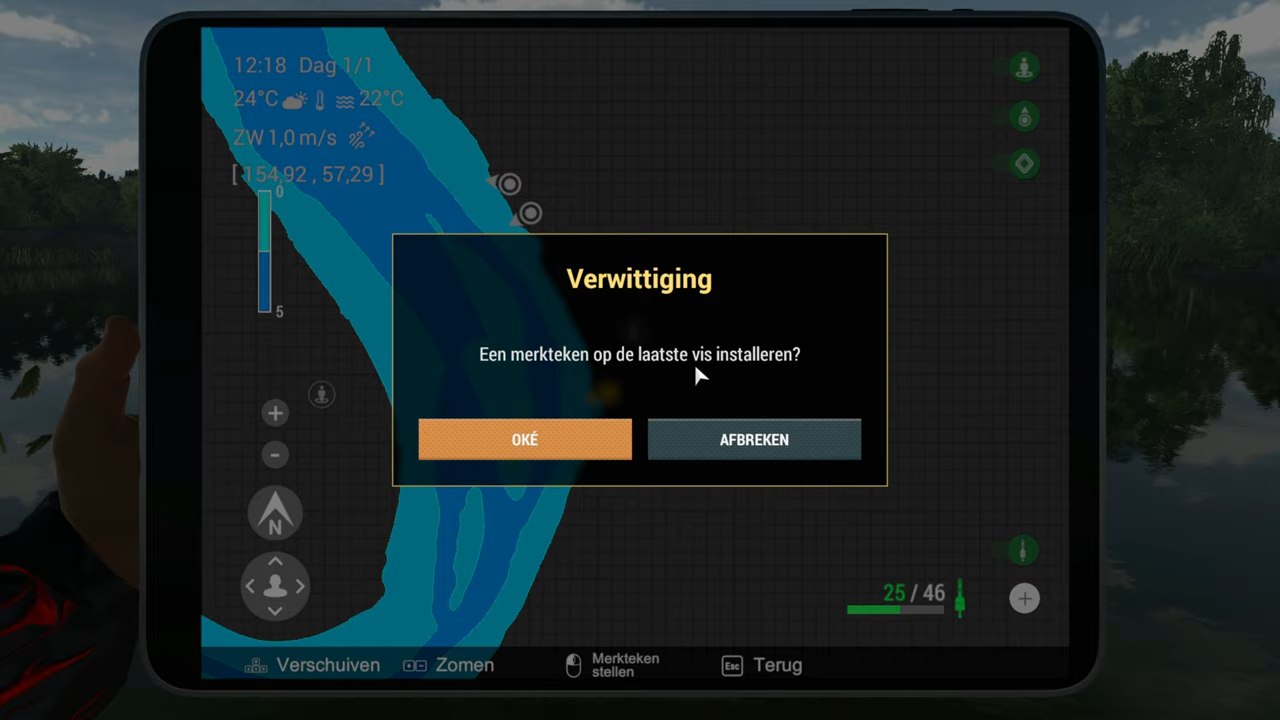 12:18 Dag 1/1
24°C 22°C
ZW 1,0 m/s
[ 154,92 , 57,29 ]
0
5
Verwittiging
Een merkteken op de laatste vis installeren?
OKÉ
AFBREKEN
+
-
N
25 / 46
+
Verschuiven
Zomen
Merkteken
stellen
Esc
Terug